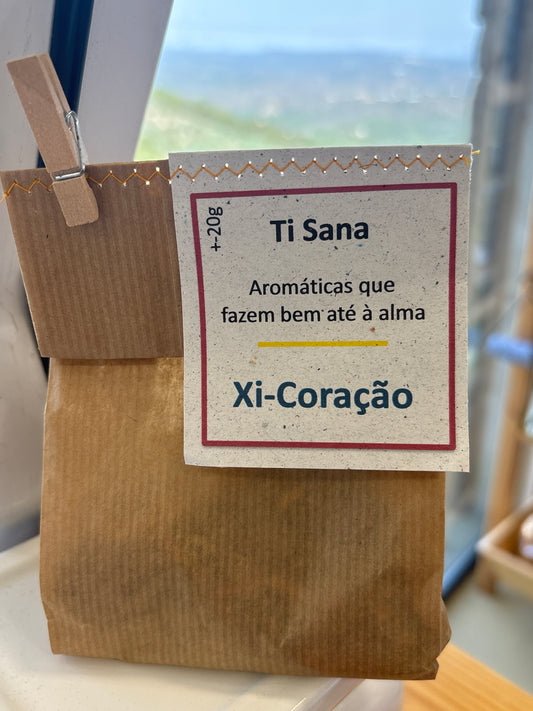 +-20g
Ti Sana
Aromáticas que
fazem bem até à alma
Xi-Coração